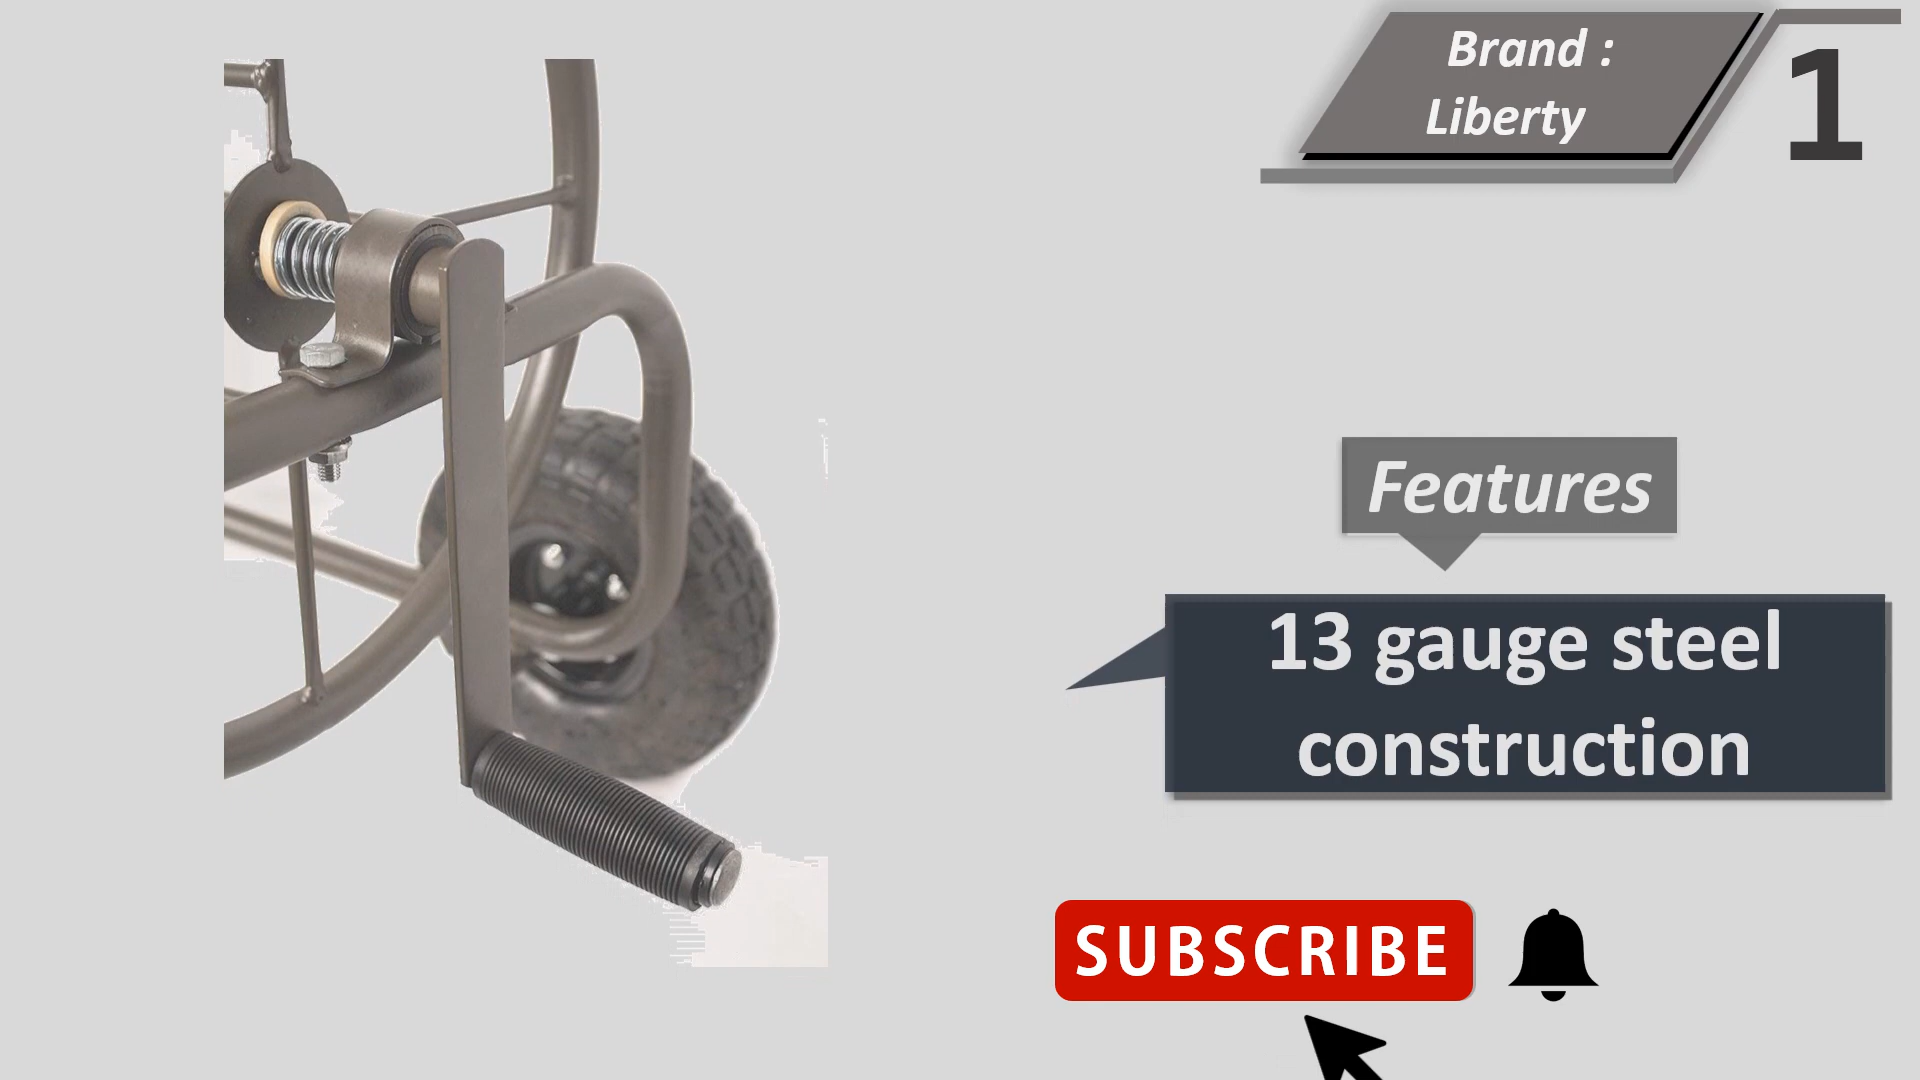 Brand :
Liberty
1
Features
13 gauge steel
construction
SUBSCRIBE